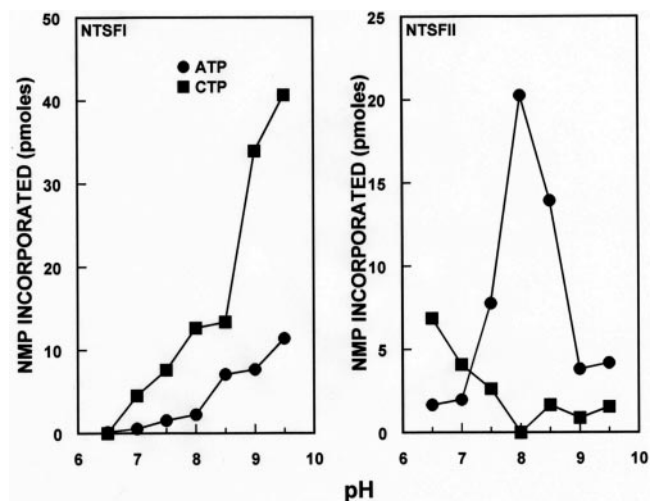 NTSFI
ATP
CTP
NMP INCORPORATED (pmoles)
50
40
30
20
10
0
6 7 8 9 10
NTSFII
NMP INCORPORATED (pmoles)
25
20
15
10
5
0
6 7 8 9 10
pH